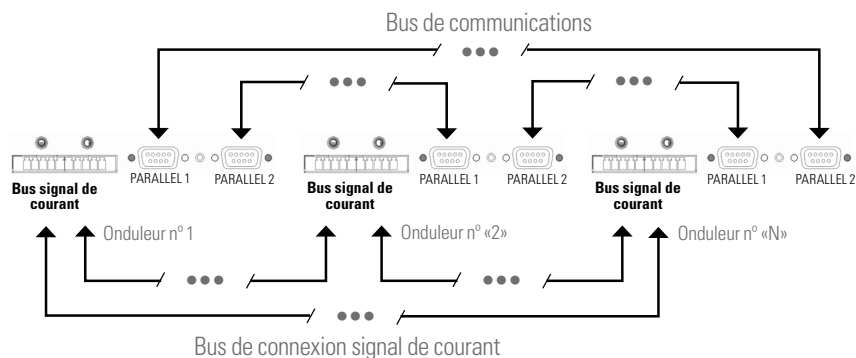 Bus de communications
PARALLEL 1
PARALLEL 2
PARALLEL 1
PARALLEL 2
PARALLEL 1
PARALLEL 2
Bus signal de
courant
Bus signal de
courant
Bus signal de
courant
Onduleur nº 1
Onduleur nº «2»
Onduleur nº «N»
Bus de connexion signal de courant